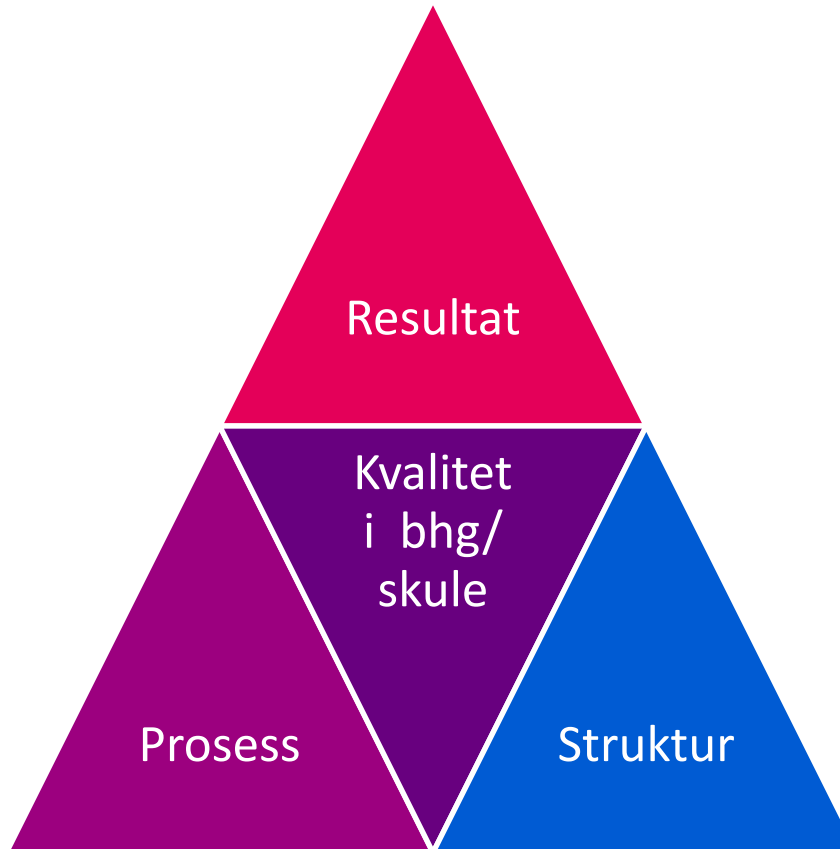 Resultat
Kvalitet
i bhg/
skule
Prosess
Struktur